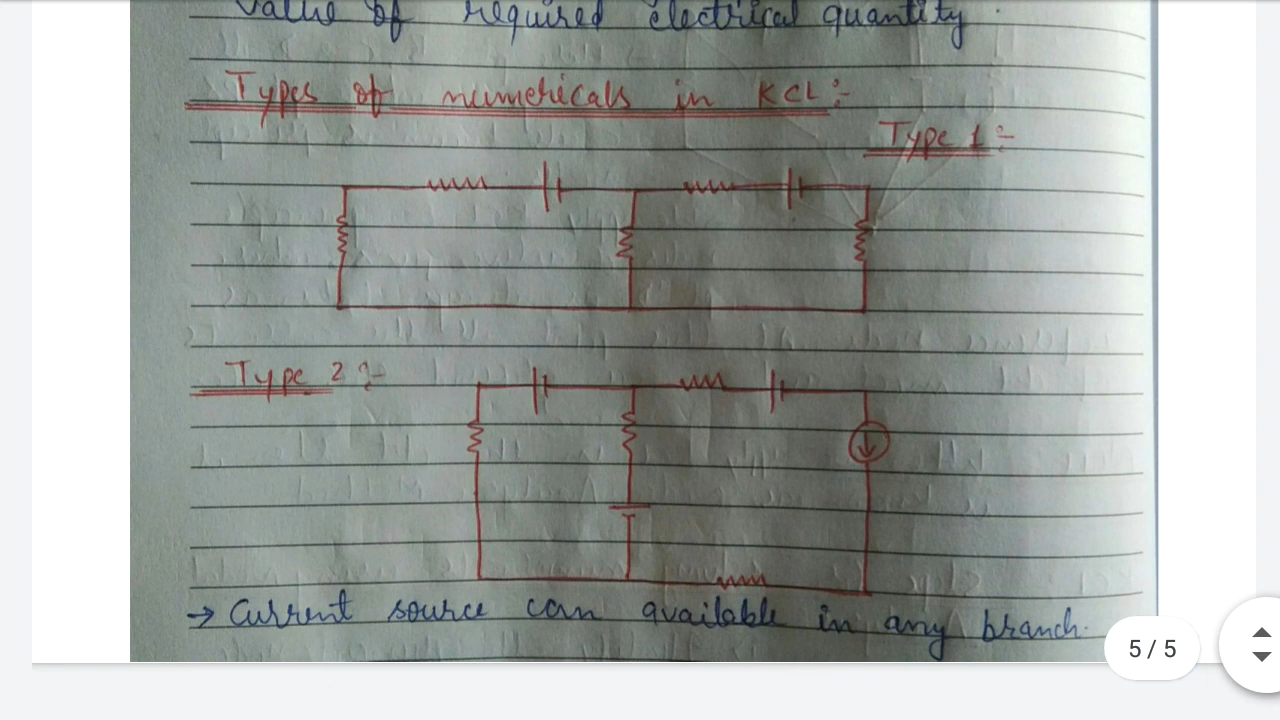 value of required electrical quantity.
Types of numericals in KCL :-
Type 1 :-
Type 2 :-
→ Current source can available in any branch.
5 / 5